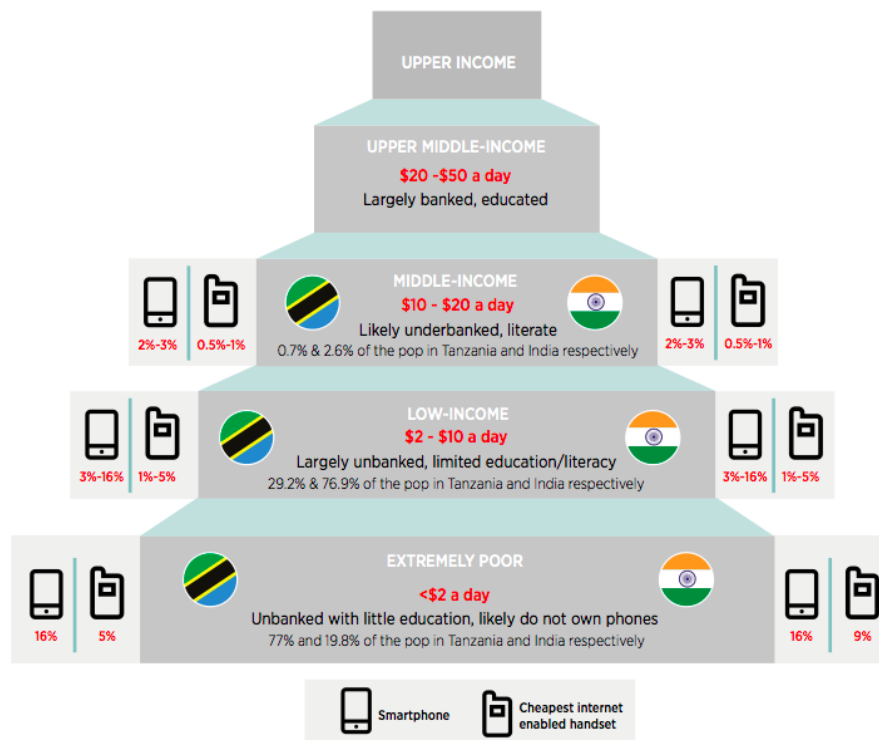 UPPER INCOME
UPPER MIDDLE-INCOME
$20 -$50 a day
Largely banked, educated
MIDDLE-INCOME
$10 - $20 a day
Likely underbanked, literate
0.7% & 2.6% of the pop in Tanzania and India respectively
2%-3%
0.5%-1%
2%-3%
0.5%-1%
LOW-INCOME
$2 - $10 a day
Largely unbanked, limited education/literacy
29.2% & 76.9% of the pop in Tanzania and India respectively
3%-16%
1%-5%
3%-16%
1%-5%
EXTREMELY POOR
<$2 a day
Unbanked with little education, likely do not own phones
77% and 19.8% of the pop in Tanzania and India respectively
16%
5%
16%
9%
Smartphone
Cheapest internet
enabled handset